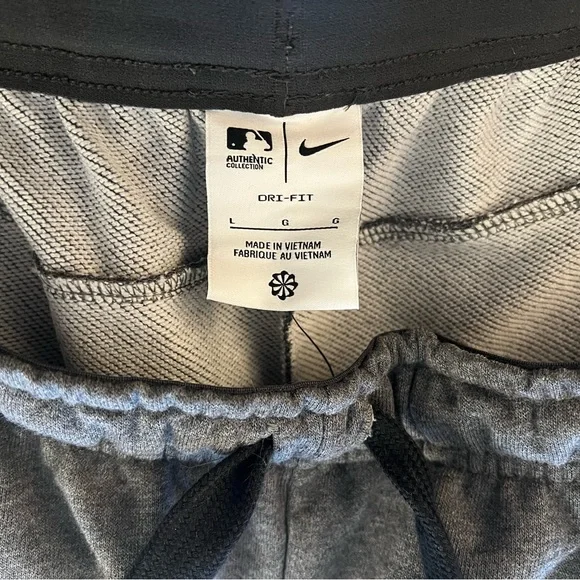 AUTHENTIC
COLLECTION
DRI-FIT
L G G
MADE IN VIETNAM
FABRIQUE AU VIETNAM